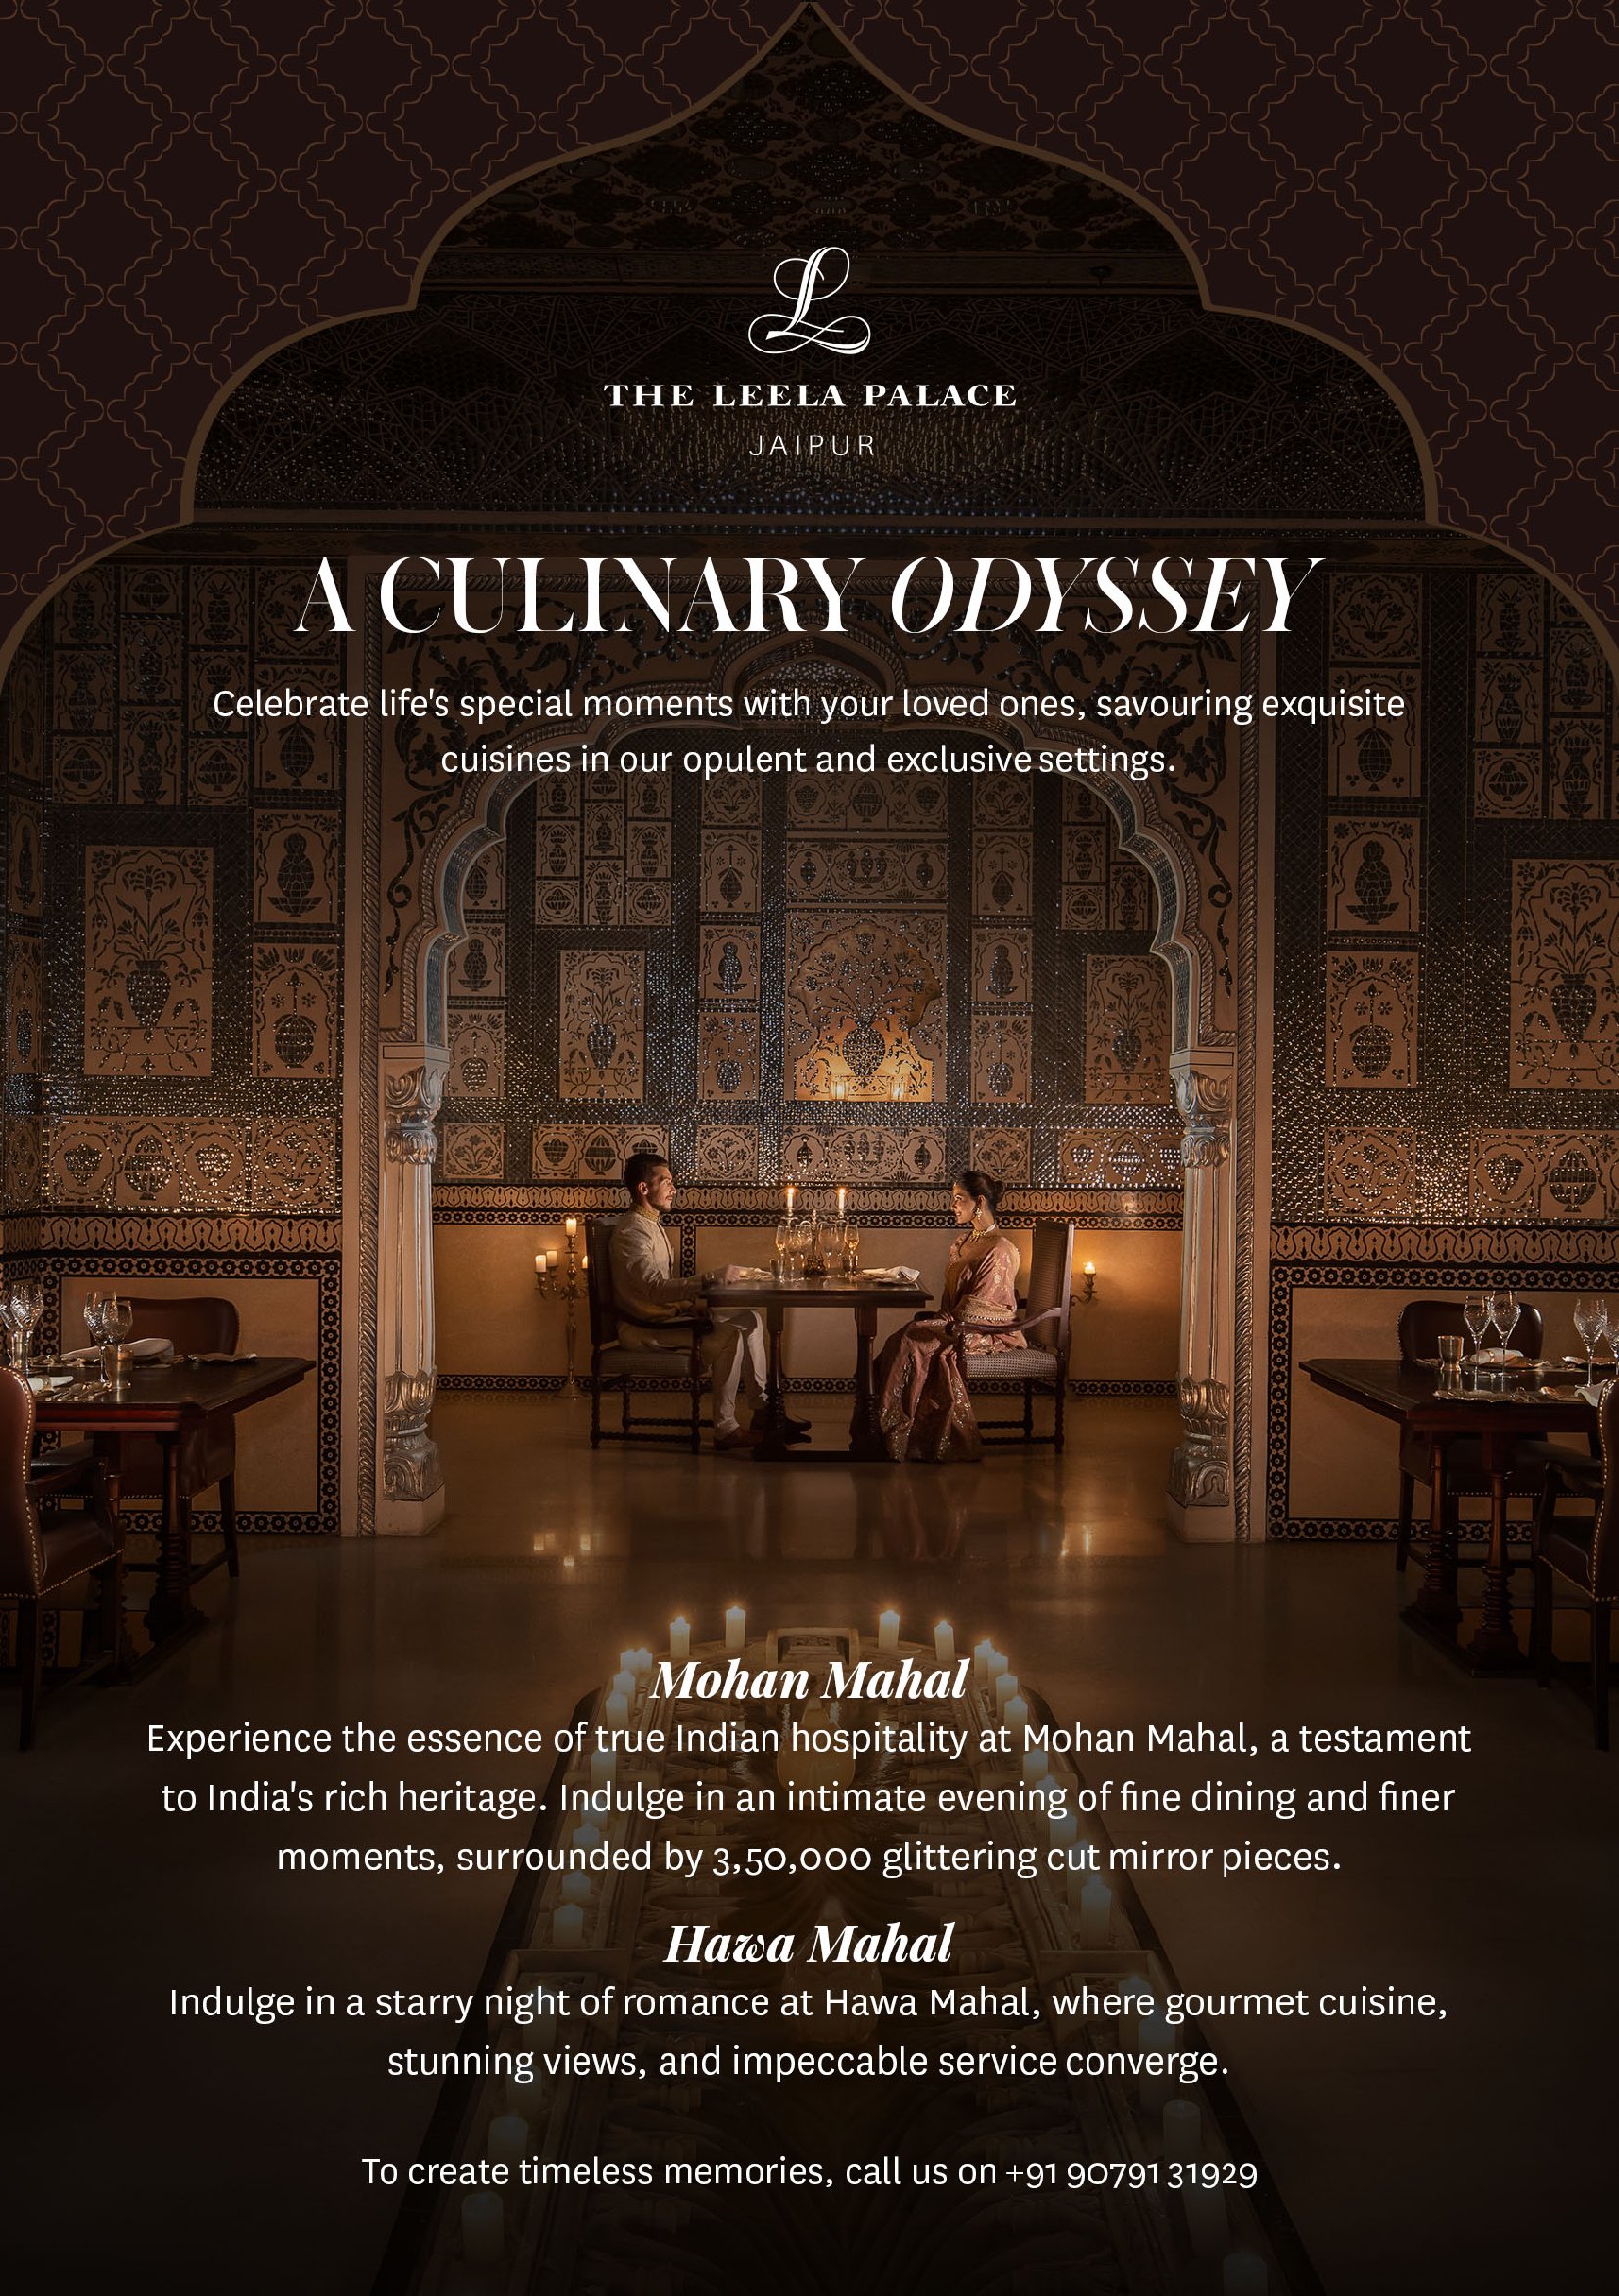 THE LEELA PALACE
JAIPUR
A CULINARY ODYSSEY
Celebrate life's special moments with your loved ones, savouring exquisite
cuisines in our opulent and exclusive settings.
Mohan Mahal
Experience the essence of true Indian hospitality at Mohan Mahal, a testament
to India's rich heritage. Indulge in an intimate evening of fine dining and finer
moments, surrounded by 3,50,000 glittering cut mirror pieces.
Hawa Mahal
Indulge in a starry night of romance at Hawa Mahal, where gourmet cuisine,
stunning views, and impeccable service converge.
To create timeless memories, call us on +91 90791 31929